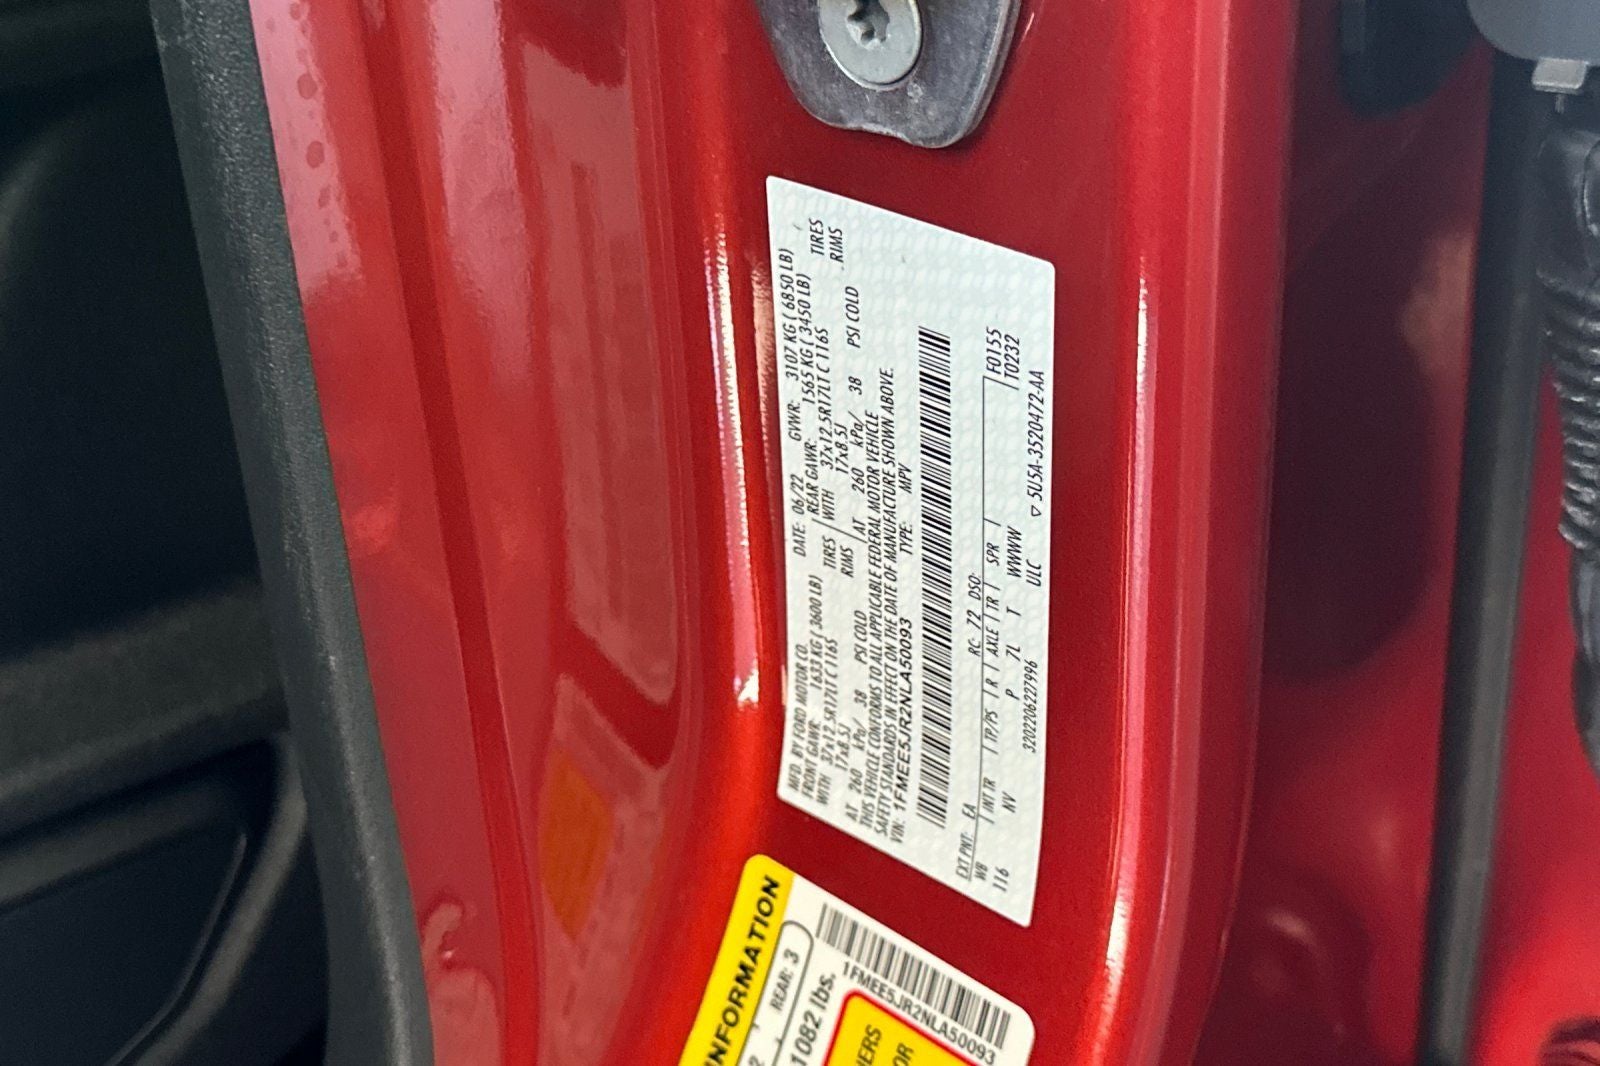 MFD. BY FORD MOTOR CO. DATE: 06/22 GVWR: 3107 KG ( 6850 LB)
FRONT GAWR: 1633 KG ( 3600 LB) REAR GAWR: 1565 KG ( 3450 LB)
WITH 37x12.5R17LT C 116S TIRES WITH 37x12.5R17LT C 116S TIRES
17x8.5J RIMS 17x8.5J RIMS
AT 260 kPa/ 38 PSI COLD AT 260 kPa/ 38 PSI COLD
THIS VEHICLE CONFORMS TO ALL APPLICABLE FEDERAL MOTOR VEHICLE
SAFETY STANDARDS IN EFFECT ON THE DATE OF MANUFACTURE SHOWN ABOVE.
VIN: 1FMEE5JR2NLA50093 TYPE: MPV
EXT PNT: EA RC: 72 DSO: F0155
WB INT TR TP/PS R AXLE TR SPR T0232
116 NV P 7L T WWWW
3202206227996 ULC ▽ 5U5A-3520472-AA
INFORMATION
REAR: 3
1082 lbs.
1FMEE5JR2NLA50093